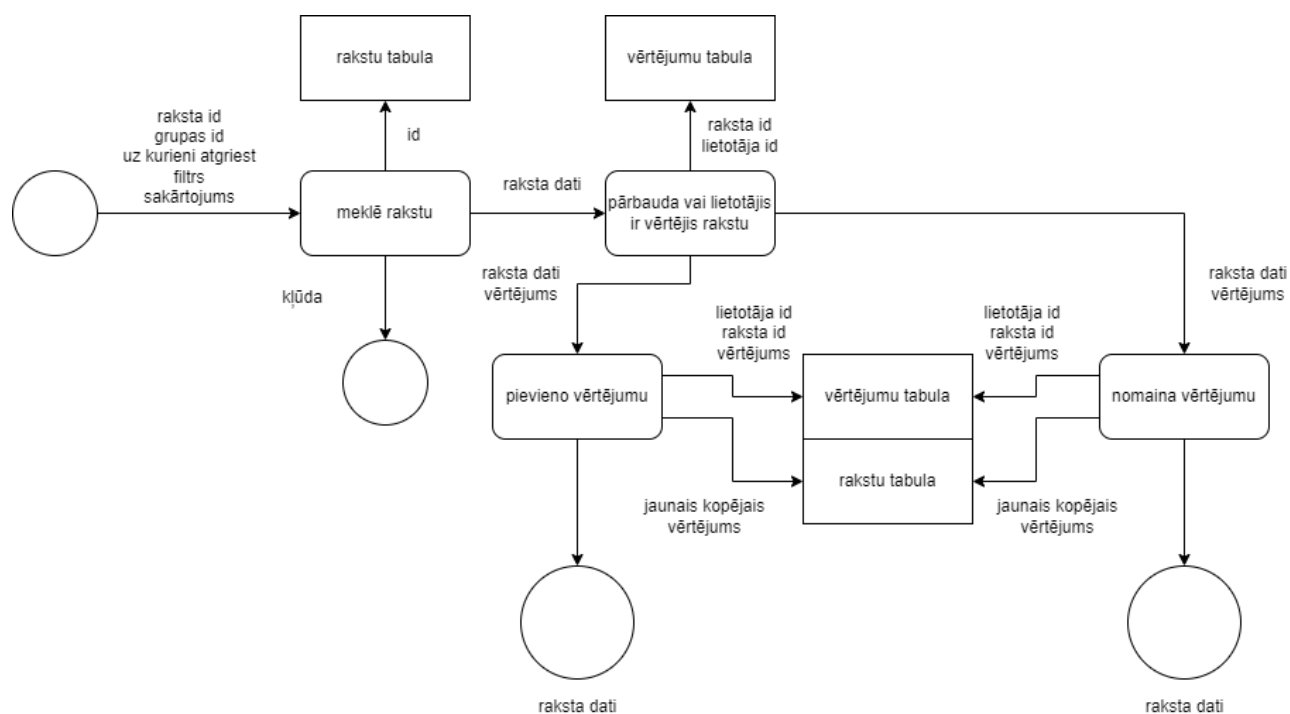 rakstu tabula
vērtējumu tabula
raksta id
grupas id
uz kurieni atgriest
filtrs
sakārtojums
id
raksta id
lietotāja id
meklē rakstu
raksta dati
pārbauda vai lietotājis
ir vērtējis rakstu
kļūda
raksta dati
vērtējums
raksta dati
vērtējums
lietotāja id
raksta id
vērtējums
lietotāja id
raksta id
vērtējums
pievieno vērtējumu
vērtējumu tabula
nomaina vērtējumu
rakstu tabula
jaunais kopējais
vērtējums
jaunais kopējais
vērtējums
raksta dati
raksta dati